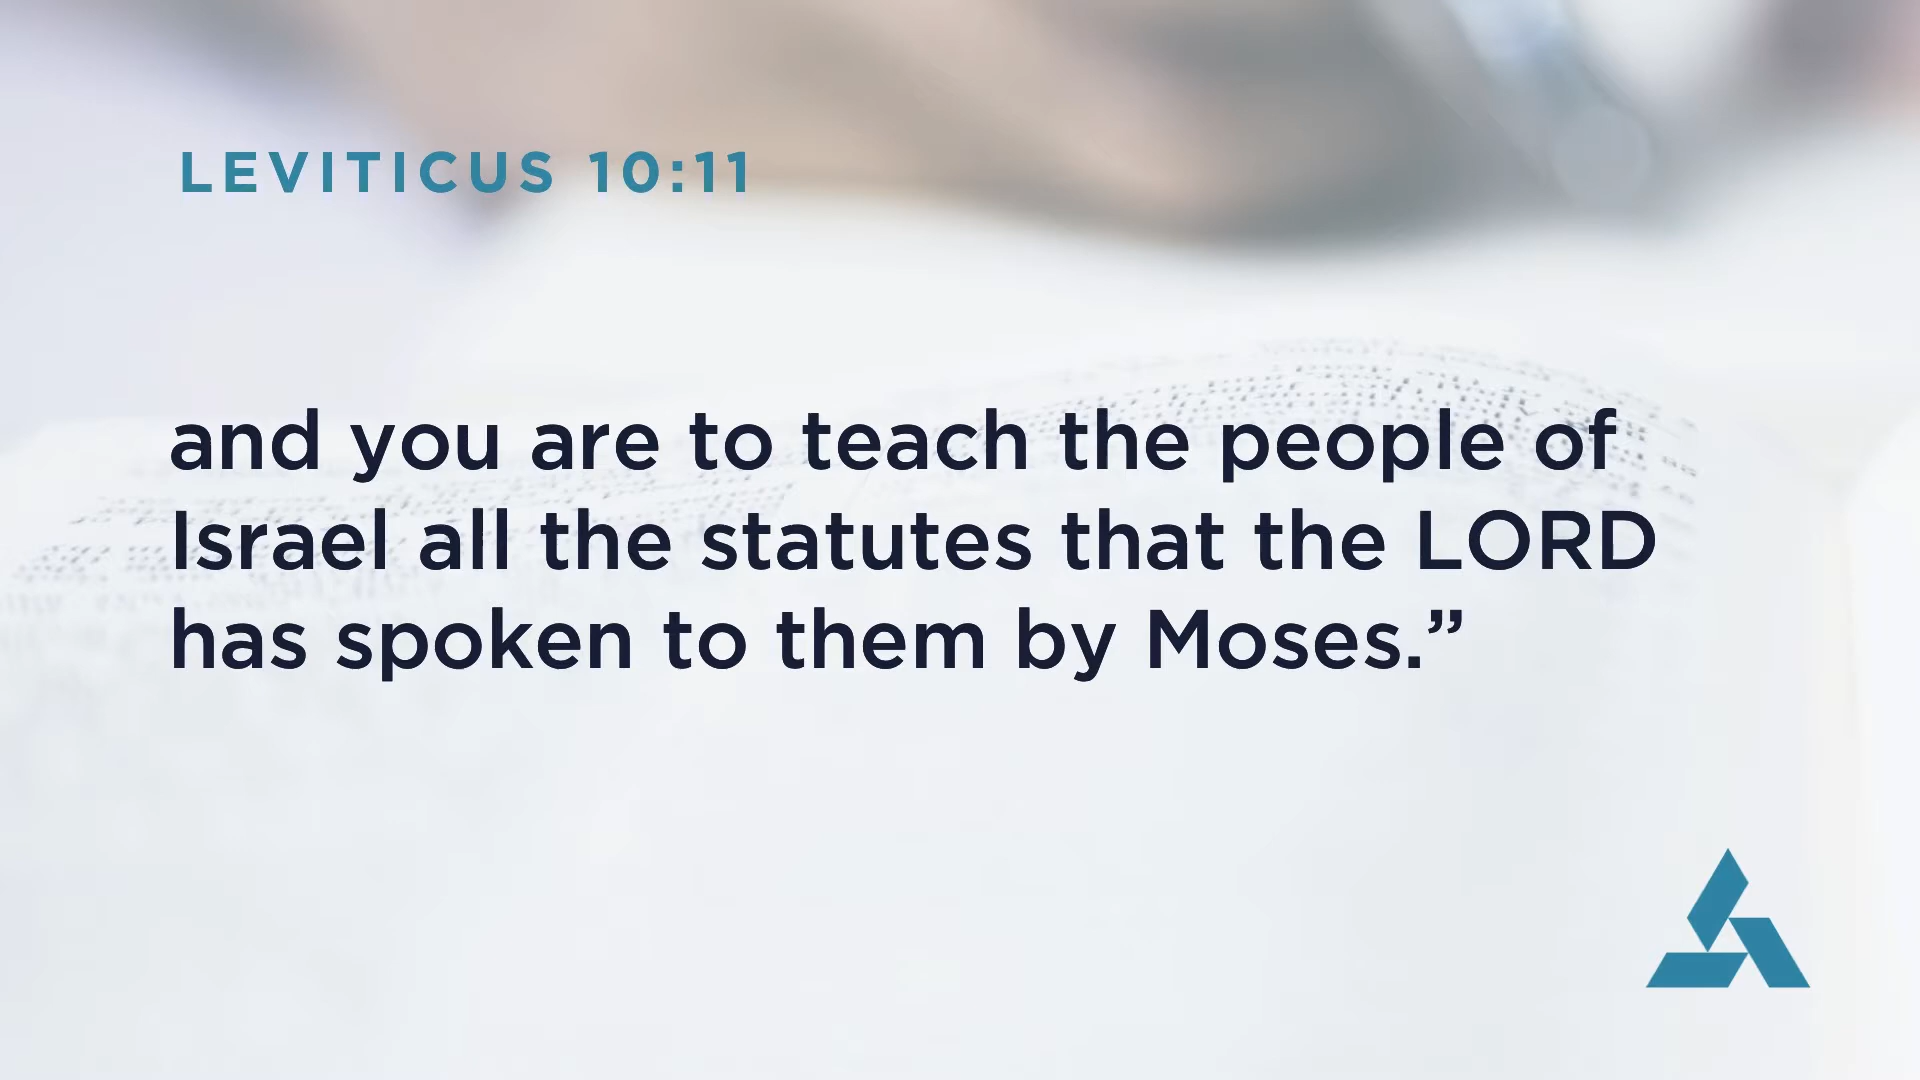 LEVITICUS 10:11
and you are to teach the people of
Israel all the statutes that the LORD
has spoken to them by Moses.”